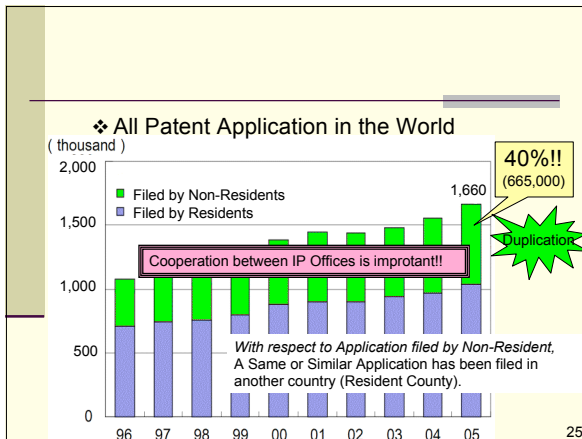 ❖ All Patent Application in the World
( thousand )
2,000
1,500
1,000
500
0
Filed by Non-Residents
Filed by Residents
1,660
40%!!
(665,000)
Duplication
Cooperation between IP Offices is improtant!!
With respect to Application filed by Non-Resident,
A Same or Similar Application has been filed in
another country (Resident County).
96 97 98 99 00 01 02 03 04 05
25